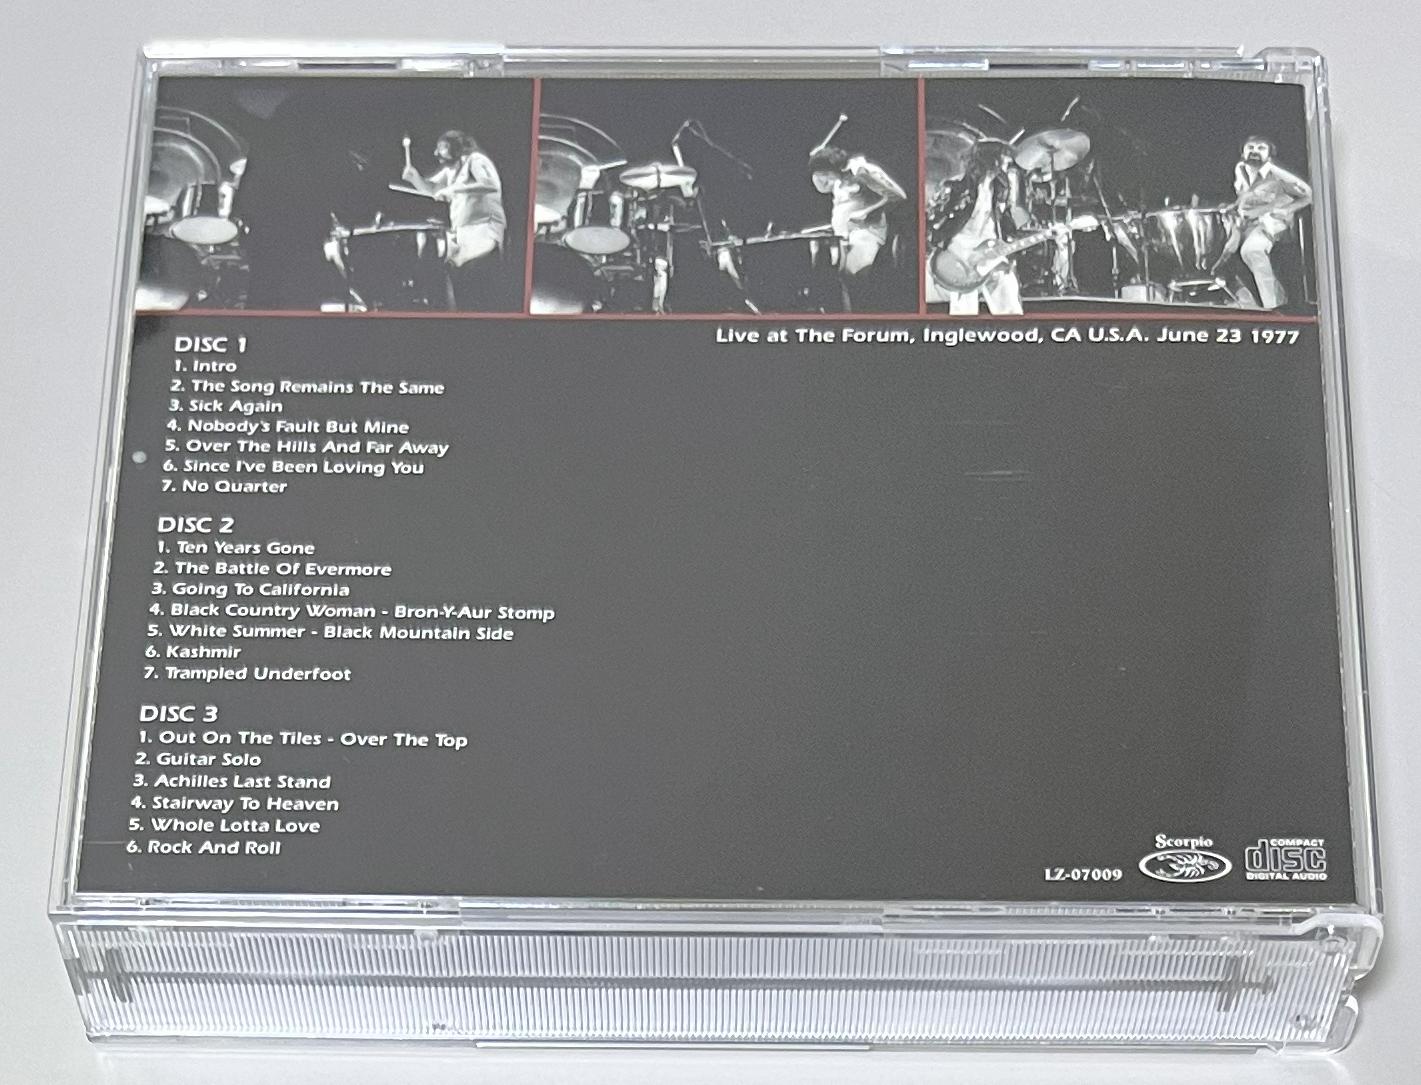 Live at The Forum, Inglewood, CA U.S.A. June 23 1977
DISC 1
1. Intro
2. The Song Remains The Same
3. Sick Again
4. Nobody's Fault But Mine
5. Over The Hills And Far Away
6. Since I've Been Loving You
7. No Quarter
DISC 2
1. Ten Years Gone
2. The Battle Of Evermore
3. Going To California
4. Black Country Woman - Bron-Y-Aur Stomp
5. White Summer - Black Mountain Side
6. Kashmir
7. Trampled Underfoot
DISC 3
1. Out On The Tiles - Over The Top
2. Guitar Solo
3. Achilles Last Stand
4. Stairway To Heaven
5. Whole Lotta Love
6. Rock And Roll
LZ-07009
Scorpio
COMPACT
disc
DIGITAL AUDIO